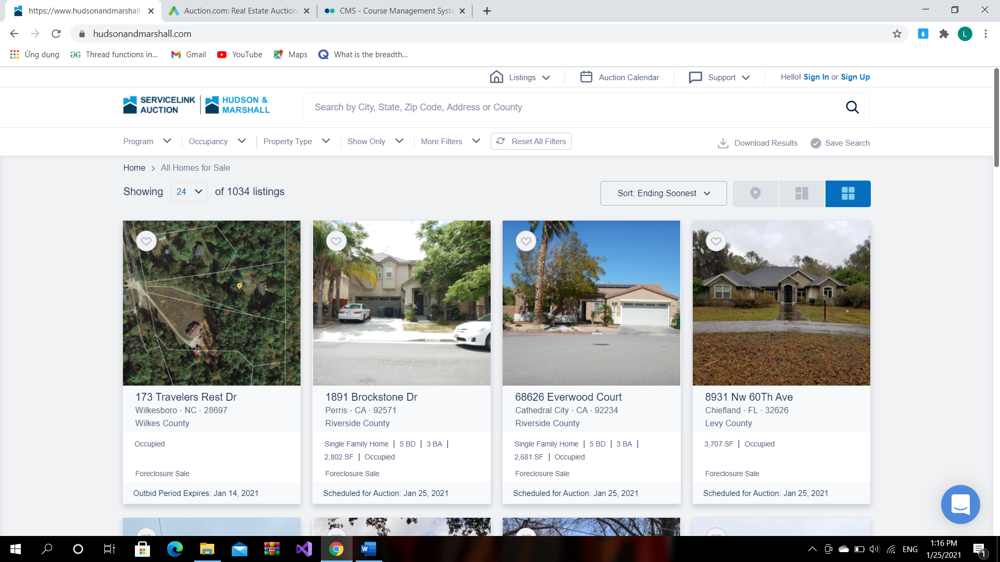 https://www.hudsonandmarshall.
Auction.com: Real Estate Auction
CMS - Course Management Syste
hudsonandmarshall.com
L
Ứng dụng
Thread functions in...
Gmail
YouTube
Maps
What is the breadth...
Listings
Auction Calendar
Support
Hello! Sign In or Sign Up
SERVICELINK AUCTION
HUDSON & MARSHALL
Search by City, State, Zip Code, Address or County
Program
Occupancy
Property Type
Show Only
More Filters
Reset All Filters
Download Results
Save Search
Home > All Homes for Sale
Showing 24 of 1034 listings
Sort: Ending Soonest
173 Travelers Rest Dr
Wilkesboro · NC · 28697
Wilkes County
Occupied
Foreclosure Sale
Outbid Period Expires: Jan 14, 2021
1891 Brockstone Dr
Perris · CA · 92571
Riverside County
Single Family Home | 5 BD | 3 BA |
2,802 SF | Occupied
Foreclosure Sale
Scheduled for Auction: Jan 25, 2021
68626 Everwood Court
Cathedral City · CA · 92234
Riverside County
Single Family Home | 5 BD | 3 BA |
2,681 SF | Occupied
Foreclosure Sale
Scheduled for Auction: Jan 25, 2021
8931 Nw 60Th Ave
Chiefland · FL · 32626
Levy County
3,707 SF | Occupied
Foreclosure Sale
Scheduled for Auction: Jan 25, 2021
ENG
1:16 PM
1/25/2021
1